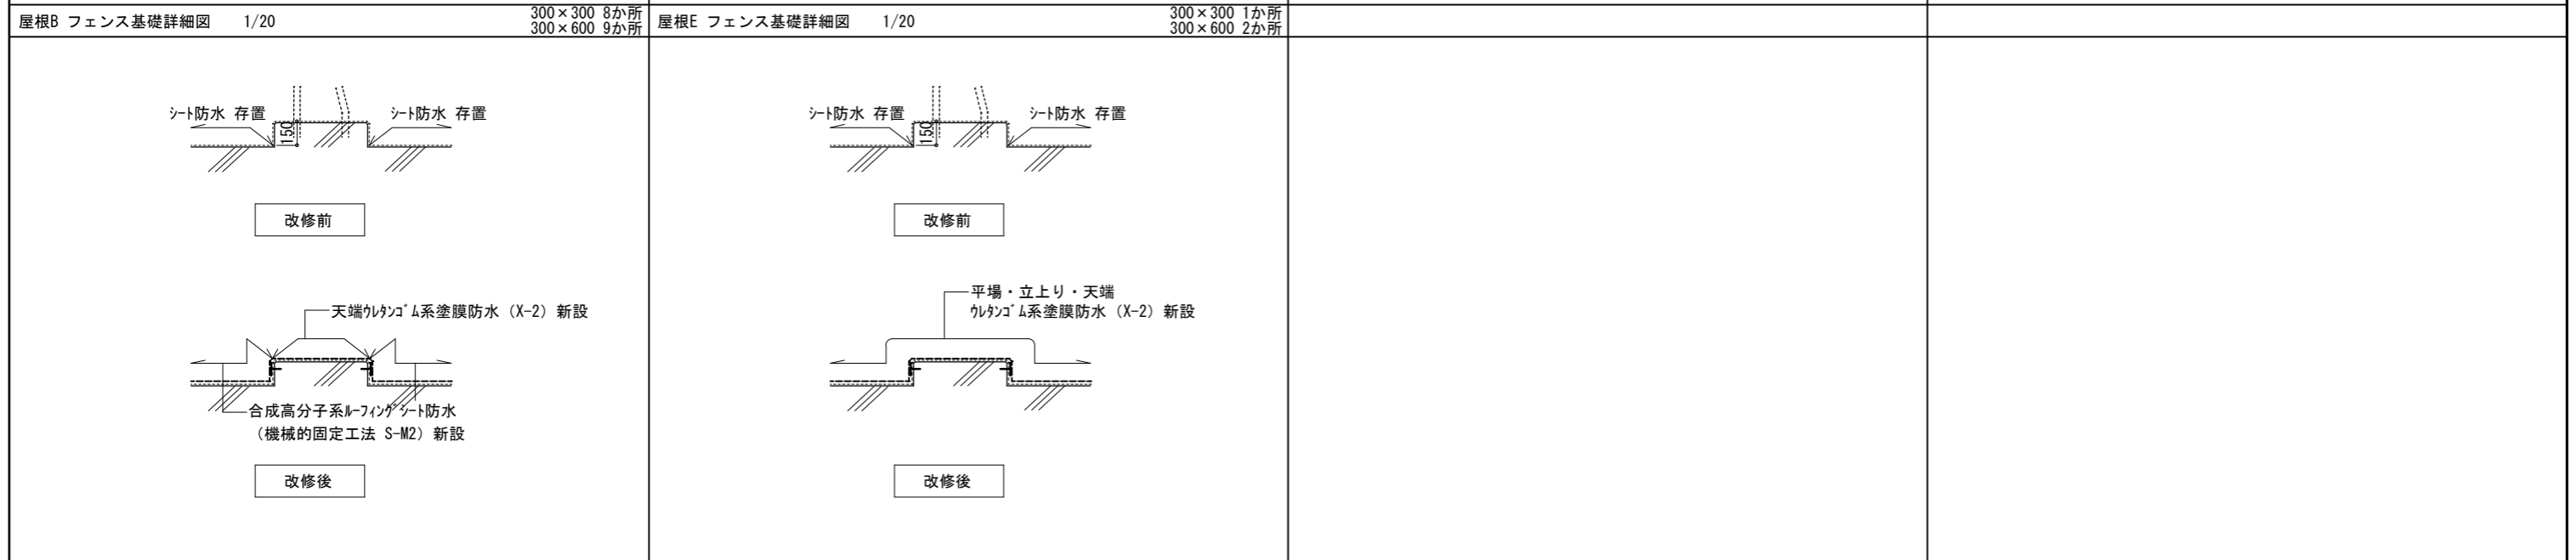 屋根B フェンス基礎詳細図 1/20
300×300 8か所
300×600 9か所
シート防水 存置
シート防水 存置
150
改修前
天端ウレタンゴム系塗膜防水（X-2）新設
合成高分子系ルーフィングシート防水
（機械的固定工法 S-M2）新設
改修後
屋根E フェンス基礎詳細図 1/20
300×300 1か所
300×600 2か所
シート防水 存置
シート防水 存置
150
改修前
平場・立上り・天端
ウレタンゴム系塗膜防水（X-2）新設
改修後